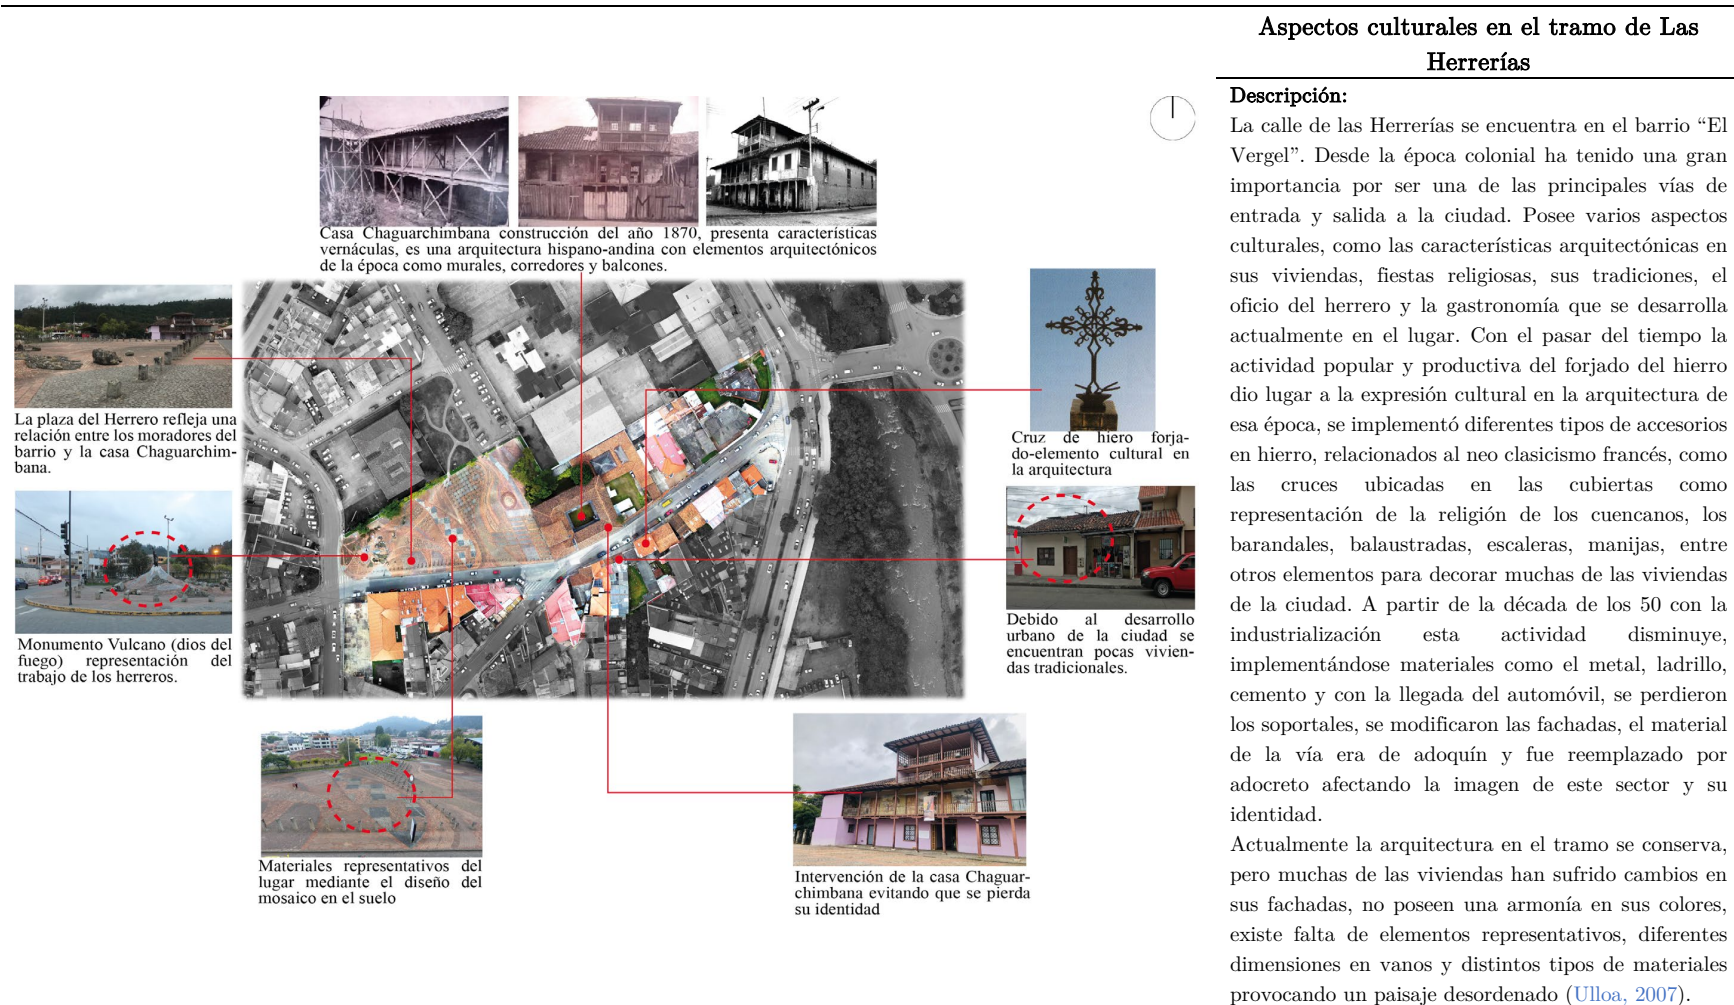 Aspectos culturales en el tramo de Las
Herrerías
Descripción:
La calle de las Herrerías se encuentra en el barrio “El
Vergel”. Desde la época colonial ha tenido una gran
importancia por ser una de las principales vías de
entrada y salida a la ciudad. Posee varios aspectos
culturales, como las características arquitectónicas en
sus viviendas, fiestas religiosas, sus tradiciones, el
oficio del herrero y la gastronomía que se desarrolla
actualmente en el lugar. Con el pasar del tiempo la
actividad popular y productiva del forjado del hierro
dio lugar a la expresión cultural en la arquitectura de
esa época, se implementó diferentes tipos de accesorios
en hierro, relacionados al neo clasicismo francés, como
las cruces ubicadas en las cubiertas como
representación de la religión de los cuencanos, los
barandales, balaustradas, escaleras, manijas, entre
otros elementos para decorar muchas de las viviendas
de la ciudad. A partir de la década de los 50 con la
industrialización esta actividad disminuye,
implementándose materiales como el metal, ladrillo,
cemento y con la llegada del automóvil, se perdieron
los soportales, se modificaron las fachadas, el material
de la vía era de adoquín y fue reemplazado por
adocreto afectando la imagen de este sector y su
identidad.
Actualmente la arquitectura en el tramo se conserva,
pero muchas de las viviendas han sufrido cambios en
sus fachadas, no poseen una armonía en sus colores,
existe falta de elementos representativos, diferentes
dimensiones en vanos y distintos tipos de materiales
provocando un paisaje desordenado (Ulloa, 2007).
Casa Chaguarchimbana construcción del año 1870, presenta características
vernáculas, es una arquitectura hispano-andina con elementos arquitectónicos
de la época como murales, corredores y balcones.
La plaza del Herrero refleja una
relación entre los moradores del
barrio y la casa Chaguarchim-
bana.
Monumento Vulcano (dios del
fuego) representación del
trabajo de los herreros.
Materiales representativos del
lugar mediante el diseño del
mosaico en el suelo
Cruz de hiero forja-
do-elemento cultural en
la arquitectura
Debido al desarrollo
urbano de la ciudad se
encuentran pocas vivien-
das tradicionales.
Intervención de la casa Chaguar-
chimbana evitando que se pierda
su identidad